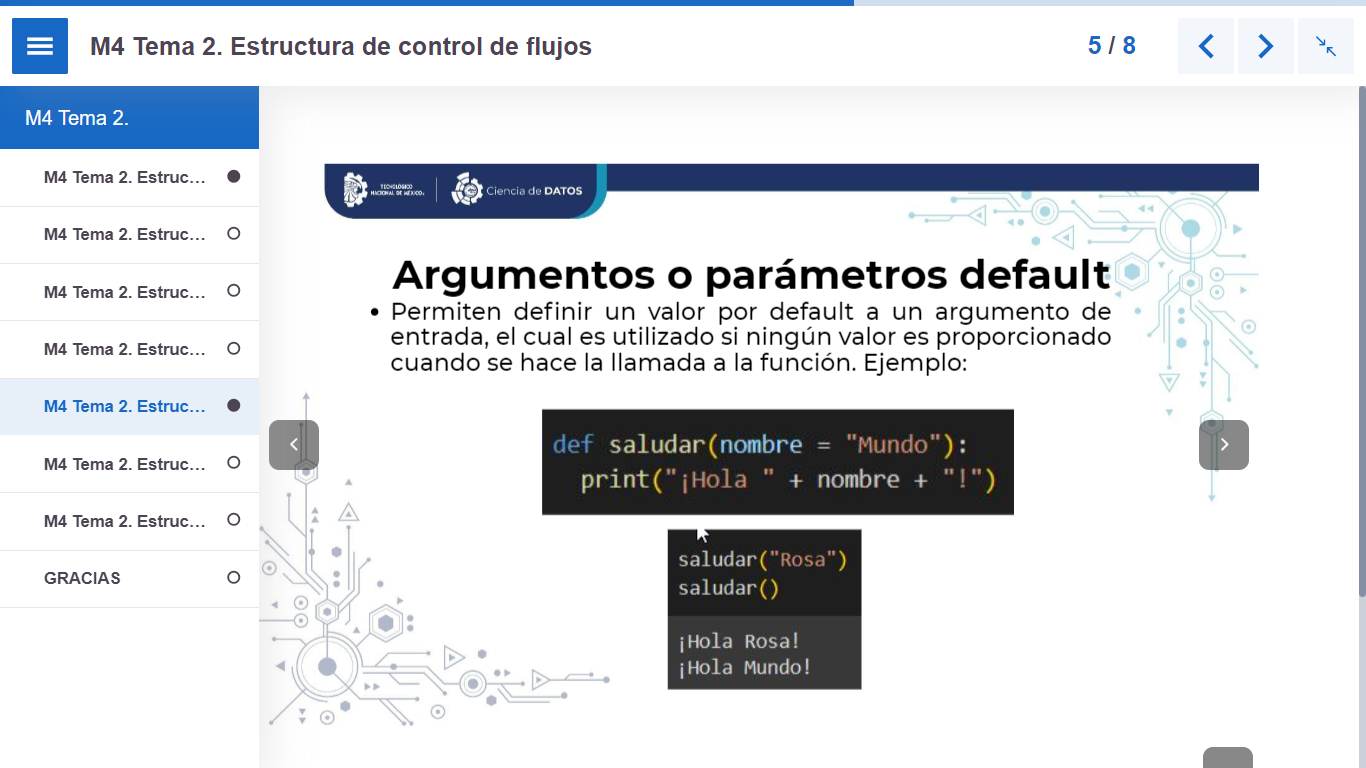 M4 Tema 2. Estructura de control de flujos
5 / 8
M4 Tema 2.
M4 Tema 2. Estruc...
M4 Tema 2. Estruc...
M4 Tema 2. Estruc...
M4 Tema 2. Estruc...
M4 Tema 2. Estruc...
M4 Tema 2. Estruc...
M4 Tema 2. Estruc...
GRACIAS
TECNOLÓGICO
NACIONAL DE MÉXICO
Ciencia de DATOS
Argumentos o parámetros default
• Permiten definir un valor por default a un argumento de
entrada, el cual es utilizado si ningún valor es proporcionado
cuando se hace la llamada a la función. Ejemplo:
def saludar(nombre = "Mundo"):
print("¡Hola " + nombre + "!")
saludar("Rosa")
saludar()
¡Hola Rosa!
¡Hola Mundo!